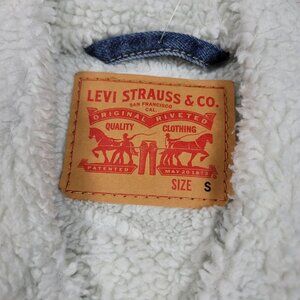 LEVI STRAUSS & CO.
SAN FRANCISCO
CAL
ORIGINAL RIVETED
QUALITY CLOTHING
PATENTED MAY 20 1873
SIZE S